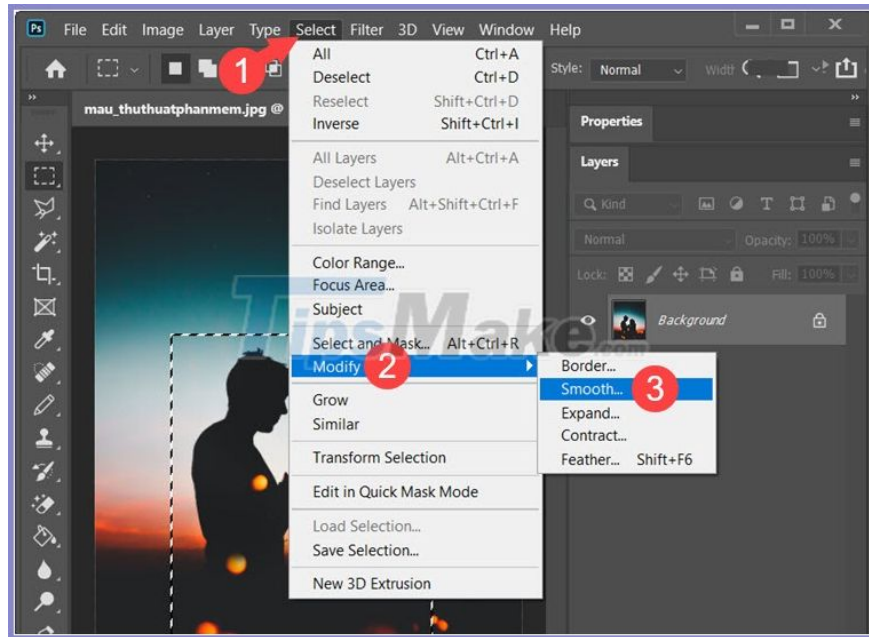 Ps File Edit Image Layer Type Select Filter 3D View Window Help
1
Style: Normal
mau_thuthuatphanmem.jpg @
All Ctrl+A
Deselect Ctrl+D
Reselect Shift+Ctrl+D
Inverse Shift+Ctrl+I
All Layers Alt+Ctrl+A
Deselect Layers
Find Layers Alt+Shift+Ctrl+F
Isolate Layers
Color Range...
Focus Area...
Subject
Select and Mask... Alt+Ctrl+R
Modify 2
Grow
Similar
Transform Selection
Edit in Quick Mask Mode
Load Selection...
Save Selection...
New 3D Extrusion
Border...
Smooth... 3
Expand...
Contract...
Feather... Shift+F6
Properties
Layers
Kind
Normal Opacity: 100%
Lock: Fill: 100%
Background
TipsMake.com